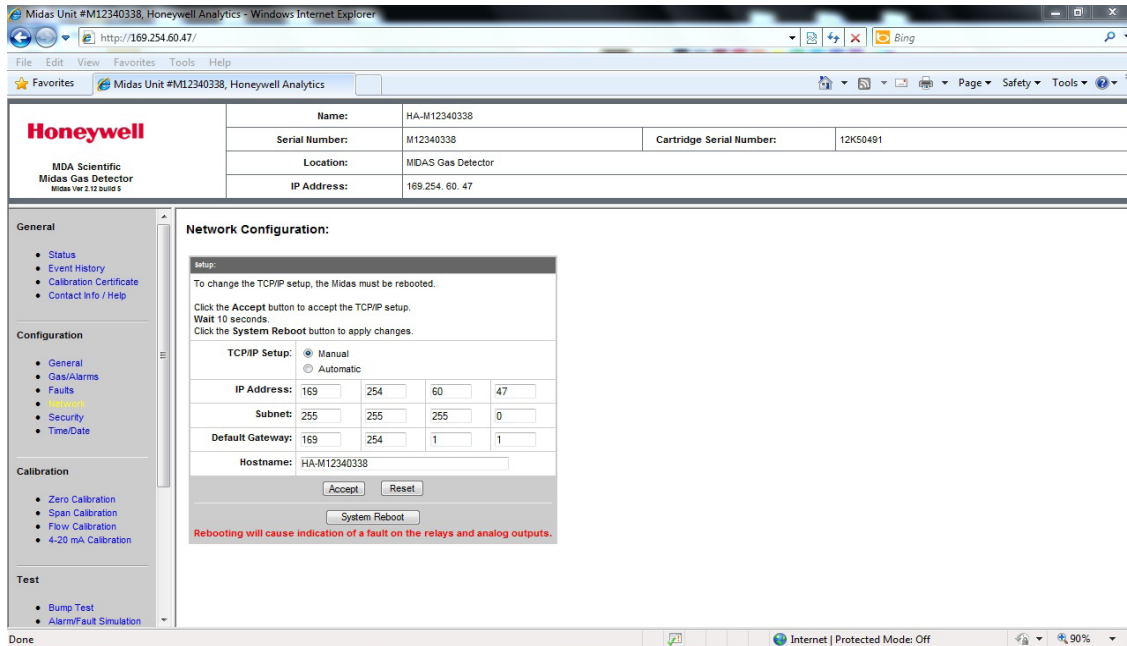 Midas Unit #M12340338, Honeywell Analytics - Windows Internet Explorer
http://169.254.60.47/
Bing
File Edit View Favorites Tools Help
Favorites
Midas Unit #M12340338, Honeywell Analytics
Page Safety Tools
Honeywell
MDA Scientific
Midas Gas Detector
Midas Ver 2.12 build 5
Name: HA-M12340338
Serial Number: M12340338 Cartridge Serial Number: 12K50491
Location: MIDAS Gas Detector
IP Address: 169.254. 60. 47
General
Status
Event History
Calibration Certificate
Contact Info / Help
Configuration
General
Gas/Alarms
Faults
Network
Security
Time/Date
Calibration
Zero Calibration
Span Calibration
Flow Calibration
4-20 mA Calibration
Test
Bump Test
Alarm/Fault Simulation
Network Configuration:
Setup:
To change the TCP/IP setup, the Midas must be rebooted.
Click the Accept button to accept the TCP/IP setup.
Wait 10 seconds.
Click the System Reboot button to apply changes.
TCP/IP Setup: Manual
Automatic
IP Address: 169 254 60 47
Subnet: 255 255 255 0
Default Gateway: 169 254 1 1
Hostname: HA-M12340338
Accept Reset
System Reboot
Rebooting will cause indication of a fault on the relays and analog outputs.
Done
Internet | Protected Mode: Off
90%